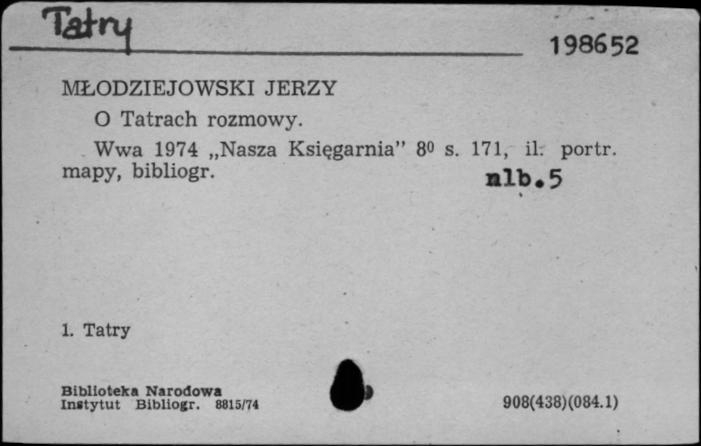 Tatry
198652
MŁODZIEJOWSKI JERZY
O Tatrach rozmowy.
Wwa 1974 „Nasza Księgarnia” 8⁰ s. 171, il. portr.
mapy, bibliogr.
nlb.5
1. Tatry
Biblioteka Narodowa
Instytut Bibliogr. 8815/74
908(438)(084.1)